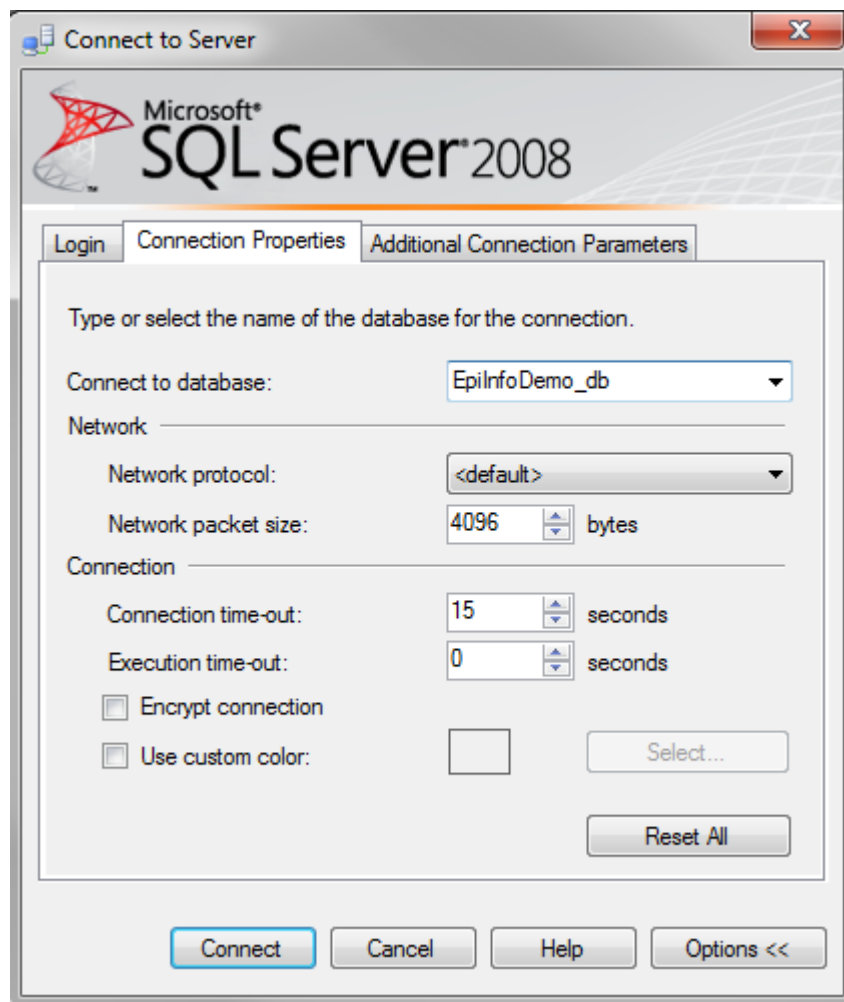 Connect to Server
Microsoft®
SQL Server® 2008
™
Login Connection Properties Additional Connection Parameters
Type or select the name of the database for the connection.
Connect to database: EpiInfoDemo_db
Network
Network protocol: <default>
Network packet size: 4096 bytes
Connection
Connection time-out: 15 seconds
Execution time-out: 0 seconds
Encrypt connection
Use custom color: Select...
Reset All
Connect Cancel Help Options <<